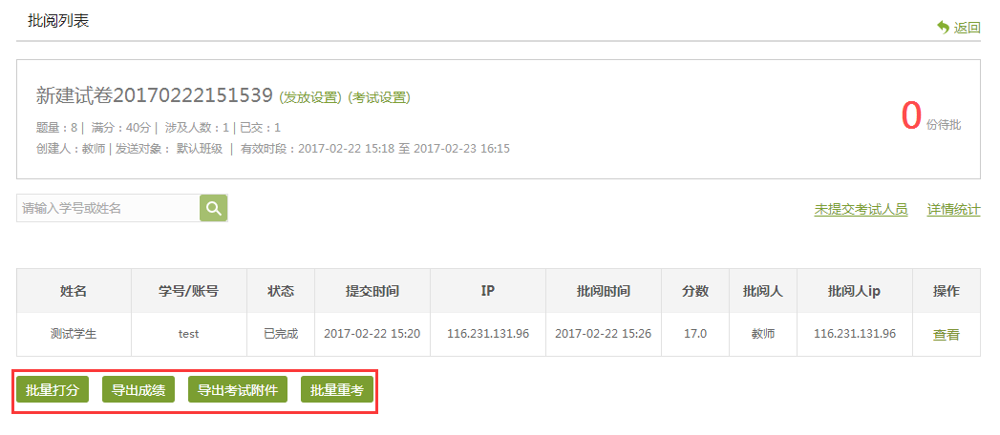 批阅列表
返回
新建试卷20170222151539 (发放设置) (考试设置)
题量：8 | 满分：40分 | 涉及人数：1 | 已交：1
创建人：教师 | 发送对象： 默认班级 | 有效时段：2017-02-22 15:18 至 2017-02-23 16:15
0 份待批
请输入学号或姓名
未提交考试人员 详情统计
姓名 学号/账号 状态 提交时间 IP 批阅时间 分数 批阅人 批阅人ip 操作
测试学生 test 已完成 2017-02-22 15:20 116.231.131.96 2017-02-22 15:26 17.0 教师 116.231.131.96 查看
批量打分 导出成绩 导出考试附件 批量重考